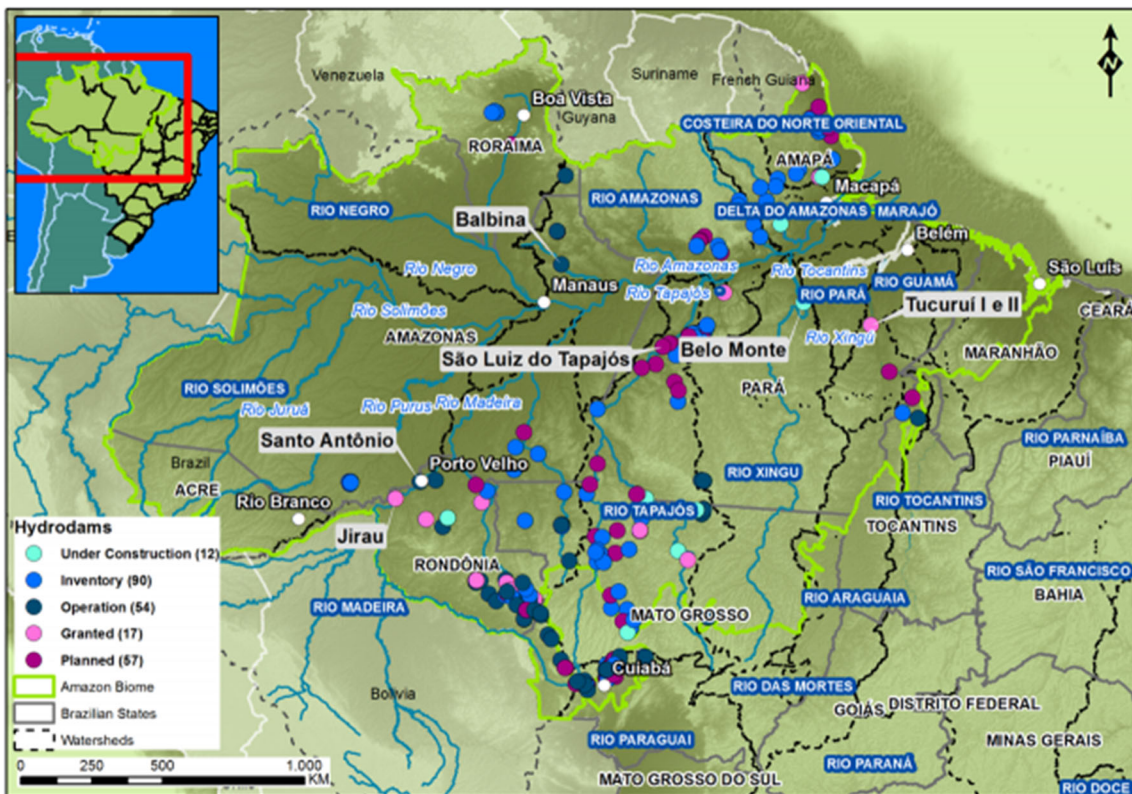 N
Venezuela
Suriname
French Guiana
Guyana
Boa Vista
RORAIMA
COSTEIRA DO NORTE ORIENTAL
AMAPÁ
Macapá
RIO NEGRO
RIO AMAZONAS
Balbina
DELTA DO AMAZONAS
MARAJÓ
Belém
Rio Negro
Rio Amazonas
Rio Tocantins
São Luís
RIO GUAMÁ
Manaus
Rio Tapajós
RIO PARÁ
Rio Solimões
Tucuruí I e II
CEARÁ
AMAZONAS
Rio Xingú
São Luiz do Tapajós
Belo Monte
MARANHÃO
RIO SOLIMÕES
PARÁ
Rio Juruá
Rio Purus
Rio Madeira
Santo Antônio
RIO PARNAÍBA
PIAUÍ
Brazil
Porto Velho
RIO XINGU
ACRE
Rio Branco
RIO TOCANTINS
RIO TAPAJÓS
TOCANTINS
Jirau
RONDÔNIA
RIO SÃO FRANCISCO
BAHIA
RIO MADEIRA
RIO ARAGUAIA
MATO GROSSO
Cuiabá
Bolivia
RIO DAS MORTES
GOIÁS
DISTRITO FEDERAL
RIO PARAGUAI
MINAS GERAIS
RIO PARANÁ
MATO GROSSO DO SUL
RIO DOCE
Hydrodams
Under Construction (12)
Inventory (90)
Operation (54)
Granted (17)
Planned (57)
Amazon Biome
Brazilian States
Watersheds
0 250 500 1.000
KM